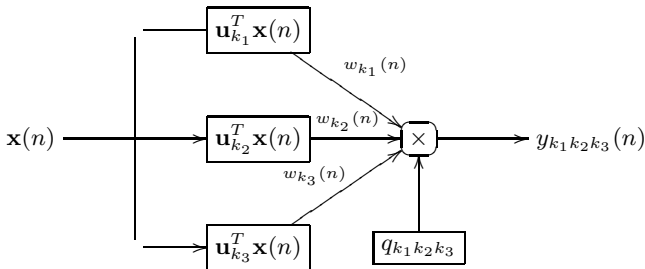 𝐮_{k_1}^T 𝐱(n)
w_{k_1}(n)
𝐱(n) 𝐮_{k_2}^T 𝐱(n) w_{k_2}(n) × y_{k_1 k_2 k_3}(n)
w_{k_3}(n)
𝐮_{k_3}^T 𝐱(n) q_{k_1 k_2 k_3}